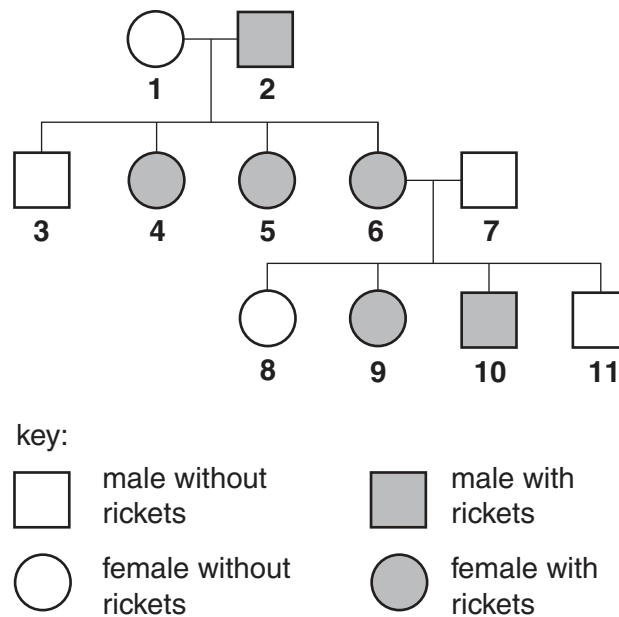 1 2
3 4 5 6 7
8 9 10 11
key:
male without
rickets
male with
rickets
female without
rickets
female with
rickets